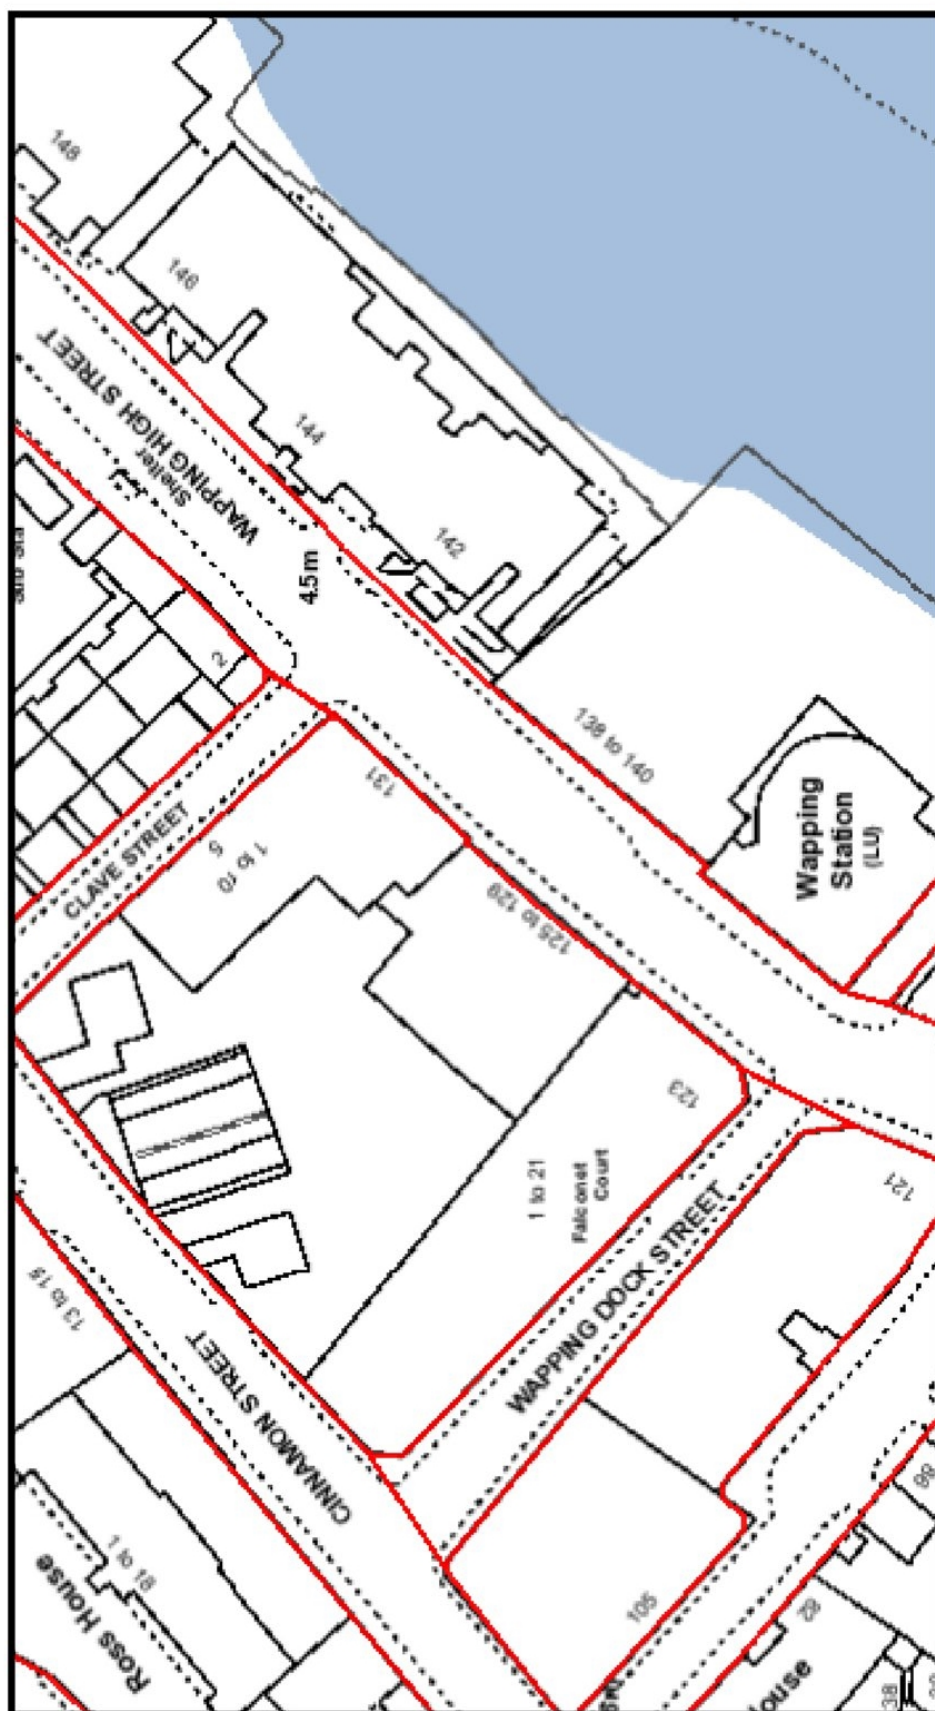 148
146
WAPPING HIGH STREET
Shelter
144
142
4.5m
2
138 to 140
131
Wapping
Station
(LU)
CLAVE STREET
5
1 to 10
125 to 129
123
1 to 21
Falconet
Court
121
WAPPING DOCK STREET
13 to 15
CINNAMON STREET
1 to 18
Ross House
105
82
ouse
38